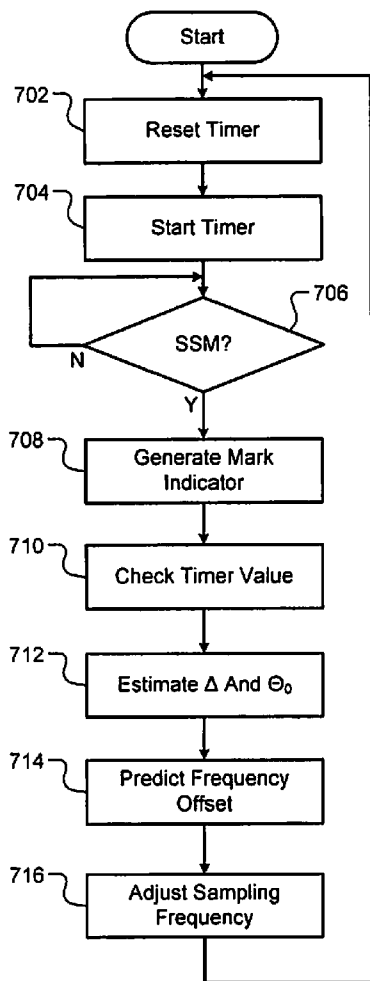 Start
702
Reset Timer
704
Start Timer
706
SSM?
N
Y
708
Generate Mark
Indicator
710
Check Timer Value
712
Estimate Δ And Θ₀
714
Predict Frequency
Offset
716
Adjust Sampling
Frequency